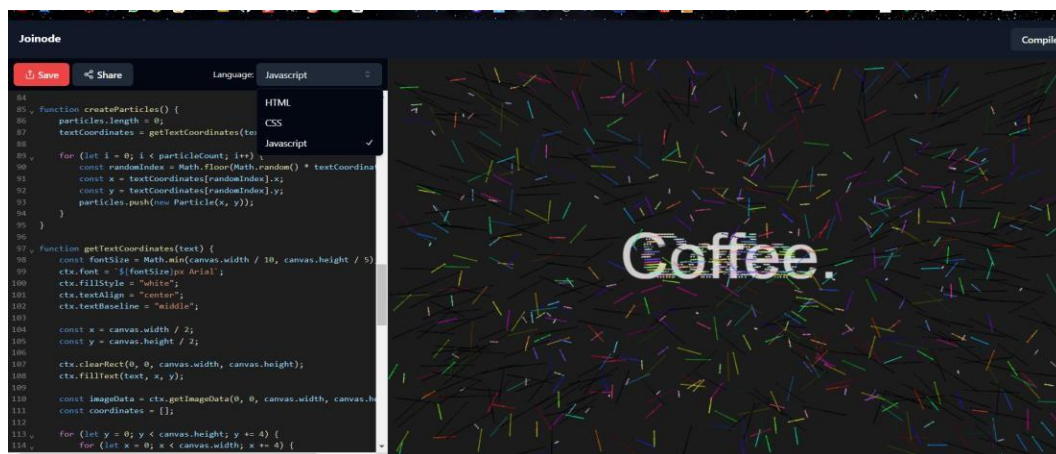 Joinode
Compile
Save
Share
Language:
Javascript
HTML
CSS
Javascript
84
85 function createParticles() {
86 particles.length = 0;
87 textCoordinates = getTextCoordinates(te
88
89 for (let i = 0; i < particleCount; i++) {
90 const randomIndex = Math.floor(Math.random() * textCoordinat
91 const x = textCoordinates[randomIndex].x;
92 const y = textCoordinates[randomIndex].y;
93 particles.push(new Particle(x, y));
94 }
95 }
96
97 function getTextCoordinates(text) {
98 const fontSize = Math.min(canvas.width / 10, canvas.height / 5)
99 ctx.font = `${fontSize}px Arial`;
100 ctx.fillStyle = "white";
101 ctx.textAlign = "center";
102 ctx.textBaseline = "middle";
103
104 const x = canvas.width / 2;
105 const y = canvas.height / 2;
106
107 ctx.clearRect(0, 0, canvas.width, canvas.height);
108 ctx.fillText(text, x, y);
109
110 const imageData = ctx.getImageData(0, 0, canvas.width, canvas.he
111 const coordinates = [];
112
113 for (let y = 0; y < canvas.height; y += 4) {
114 for (let x = 0; x < canvas.width; x += 4) {
Coffee.